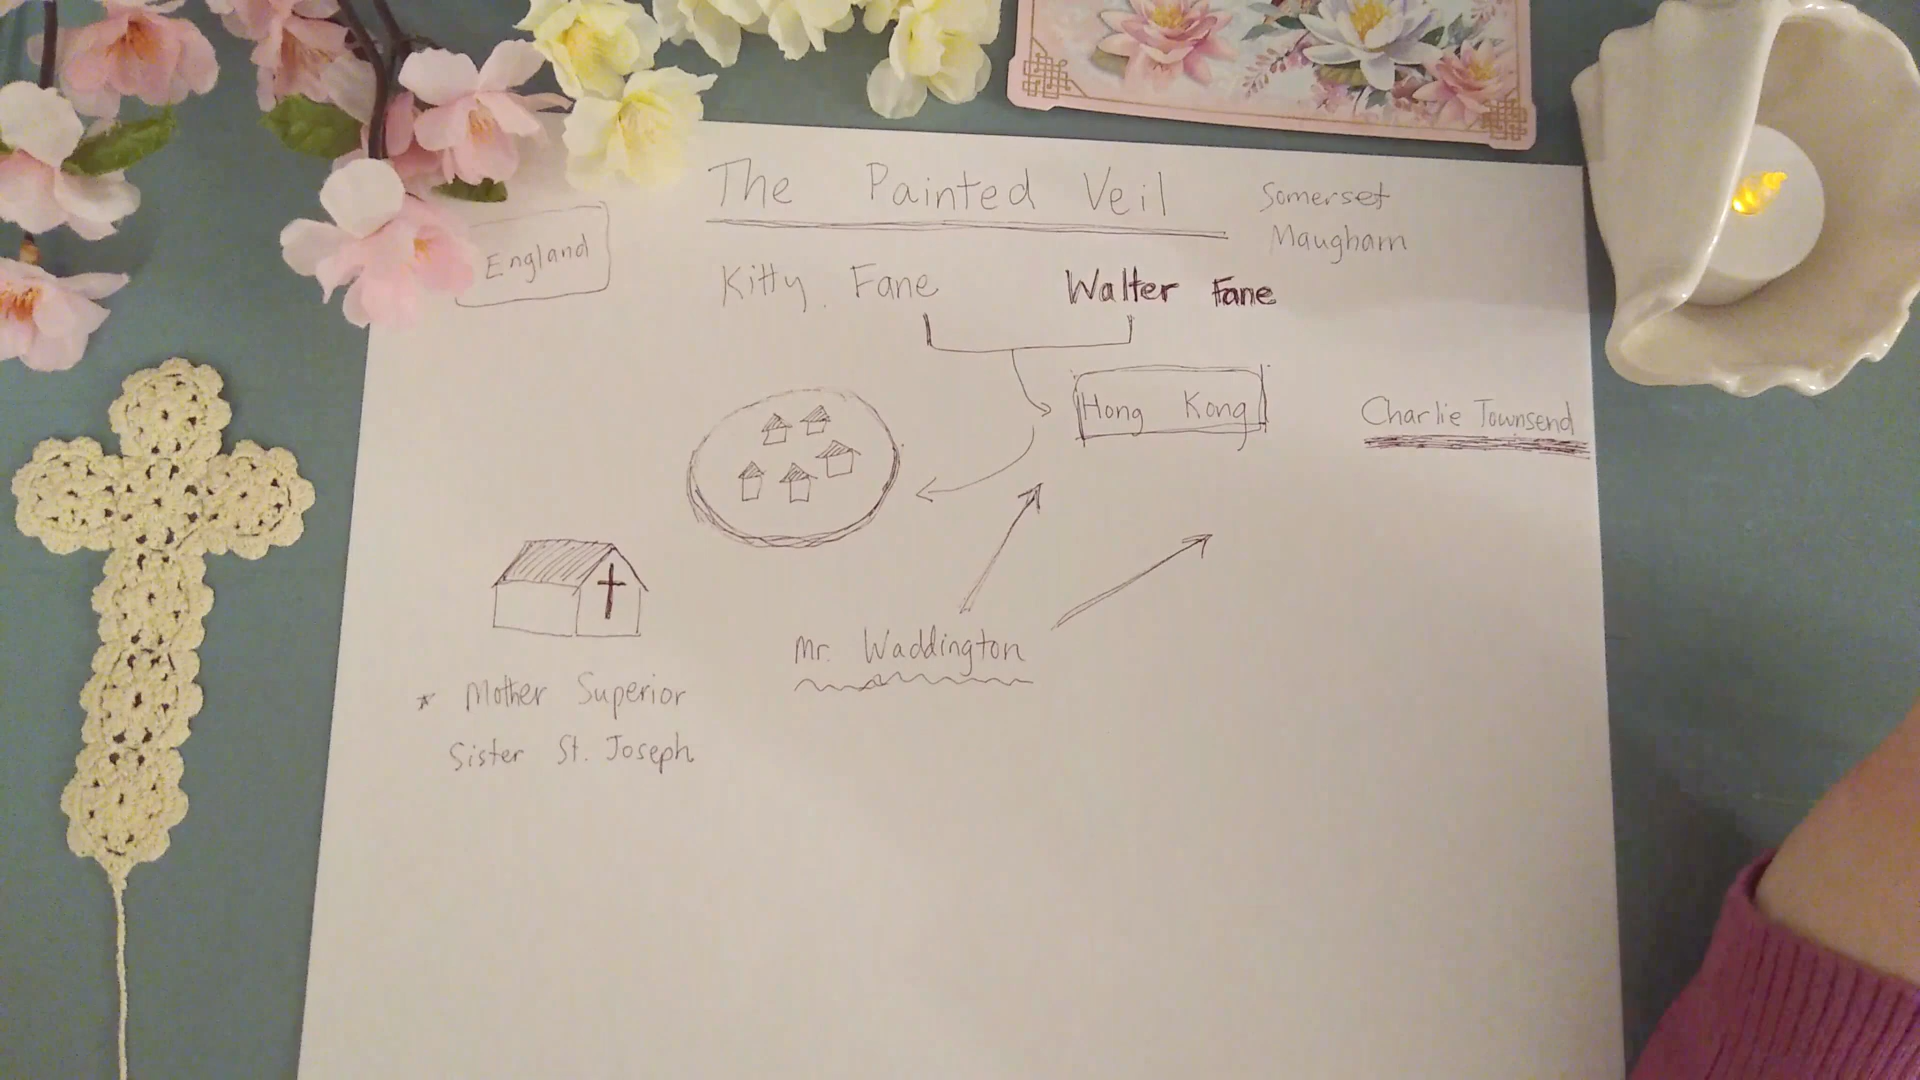 The Painted Veil
Somerset
Maugham
England
Kitty Fane
Walter Fane
Hong Kong
Charlie Townsend
Mr. Waddington
* Mother Superior
Sister St. Joseph